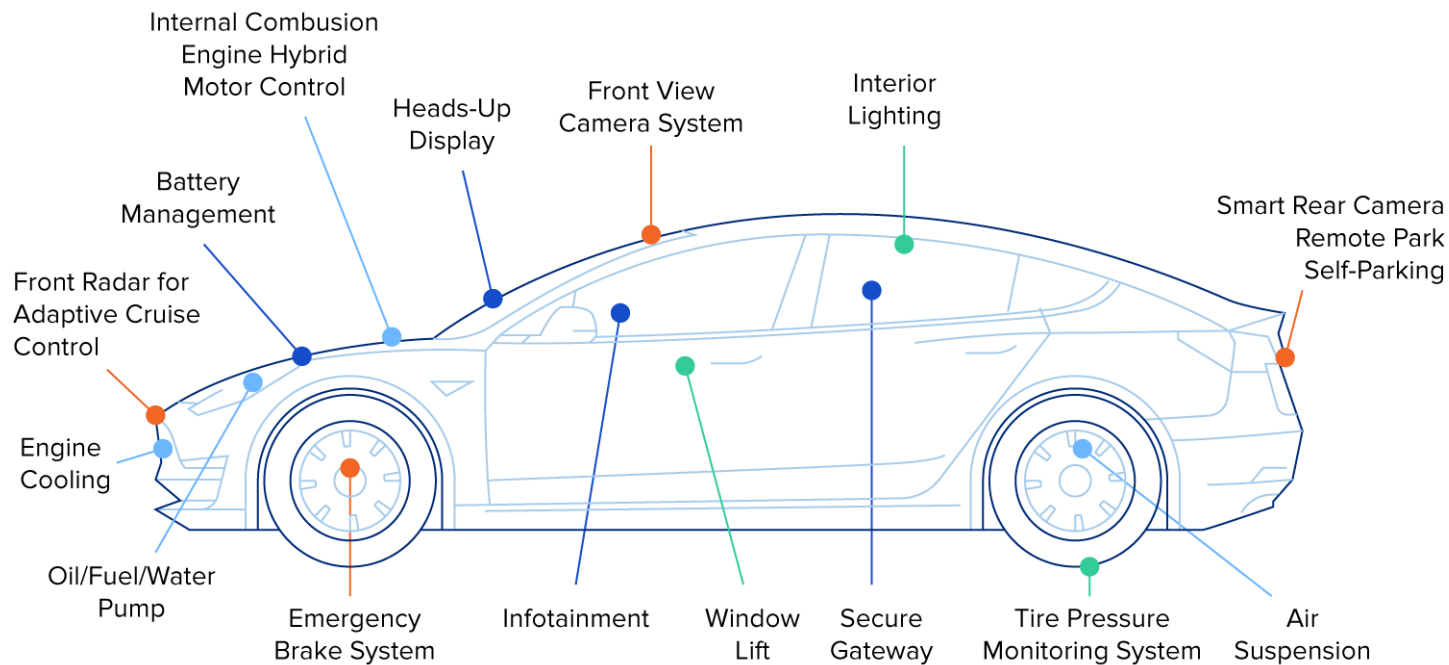 Internal Combusion
Engine Hybrid
Motor Control
Heads-Up
Display
Front View
Camera System
Interior
Lighting
Battery
Management
Smart Rear Camera
Remote Park
Self-Parking
Front Radar for
Adaptive Cruise
Control
Engine
Cooling
Oil/Fuel/Water
Pump
Emergency
Brake System
Infotainment
Window
Lift
Secure
Gateway
Tire Pressure
Monitoring System
Air
Suspension